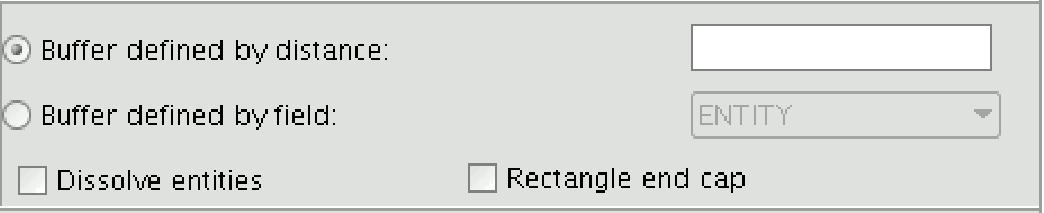 Buffer defined by distance:
Buffer defined by field: ENTITY
Dissolve entities Rectangle end cap